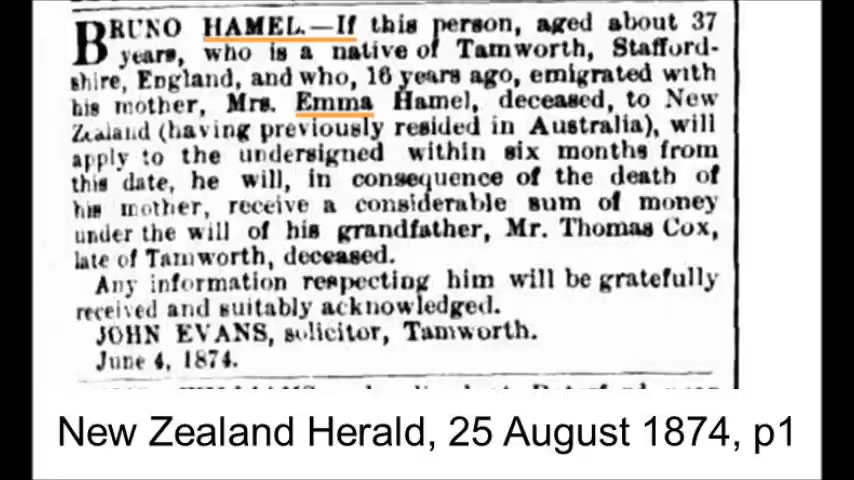 BRUNO HAMEL.—If this person, aged about 37
years, who is a native of Tamworth, Stafford-
shire, England, and who, 16 years ago, emigrated with
his mother, Mrs. Emma Hamel, deceased, to New
Zealand (having previously resided in Australia), will
apply to the undersigned within six months from
this date, he will, in consequence of the death of
his mother, receive a considerable sum of money
under the will of his grandfather, Mr. Thomas Cox,
late of Tamworth, deceased.
Any information respecting him will be gratefully
received and suitably acknowledged.
JOHN EVANS, solicitor, Tamworth.
June 4, 1874.
New Zealand Herald, 25 August 1874, p1